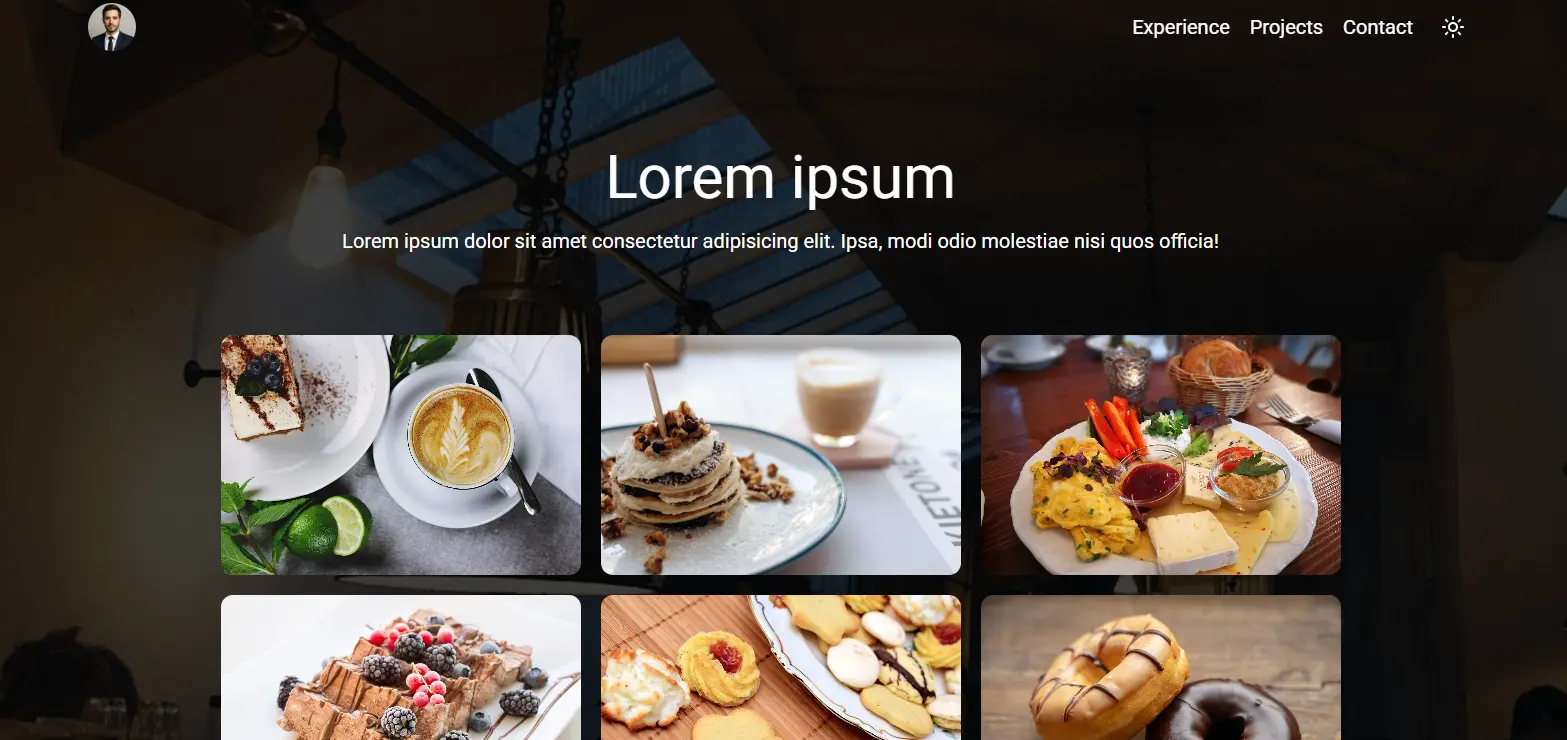 Experience Projects Contact
Lorem ipsum
Lorem ipsum dolor sit amet consectetur adipisicing elit. Ipsa, modi odio molestiae nisi quos officia!